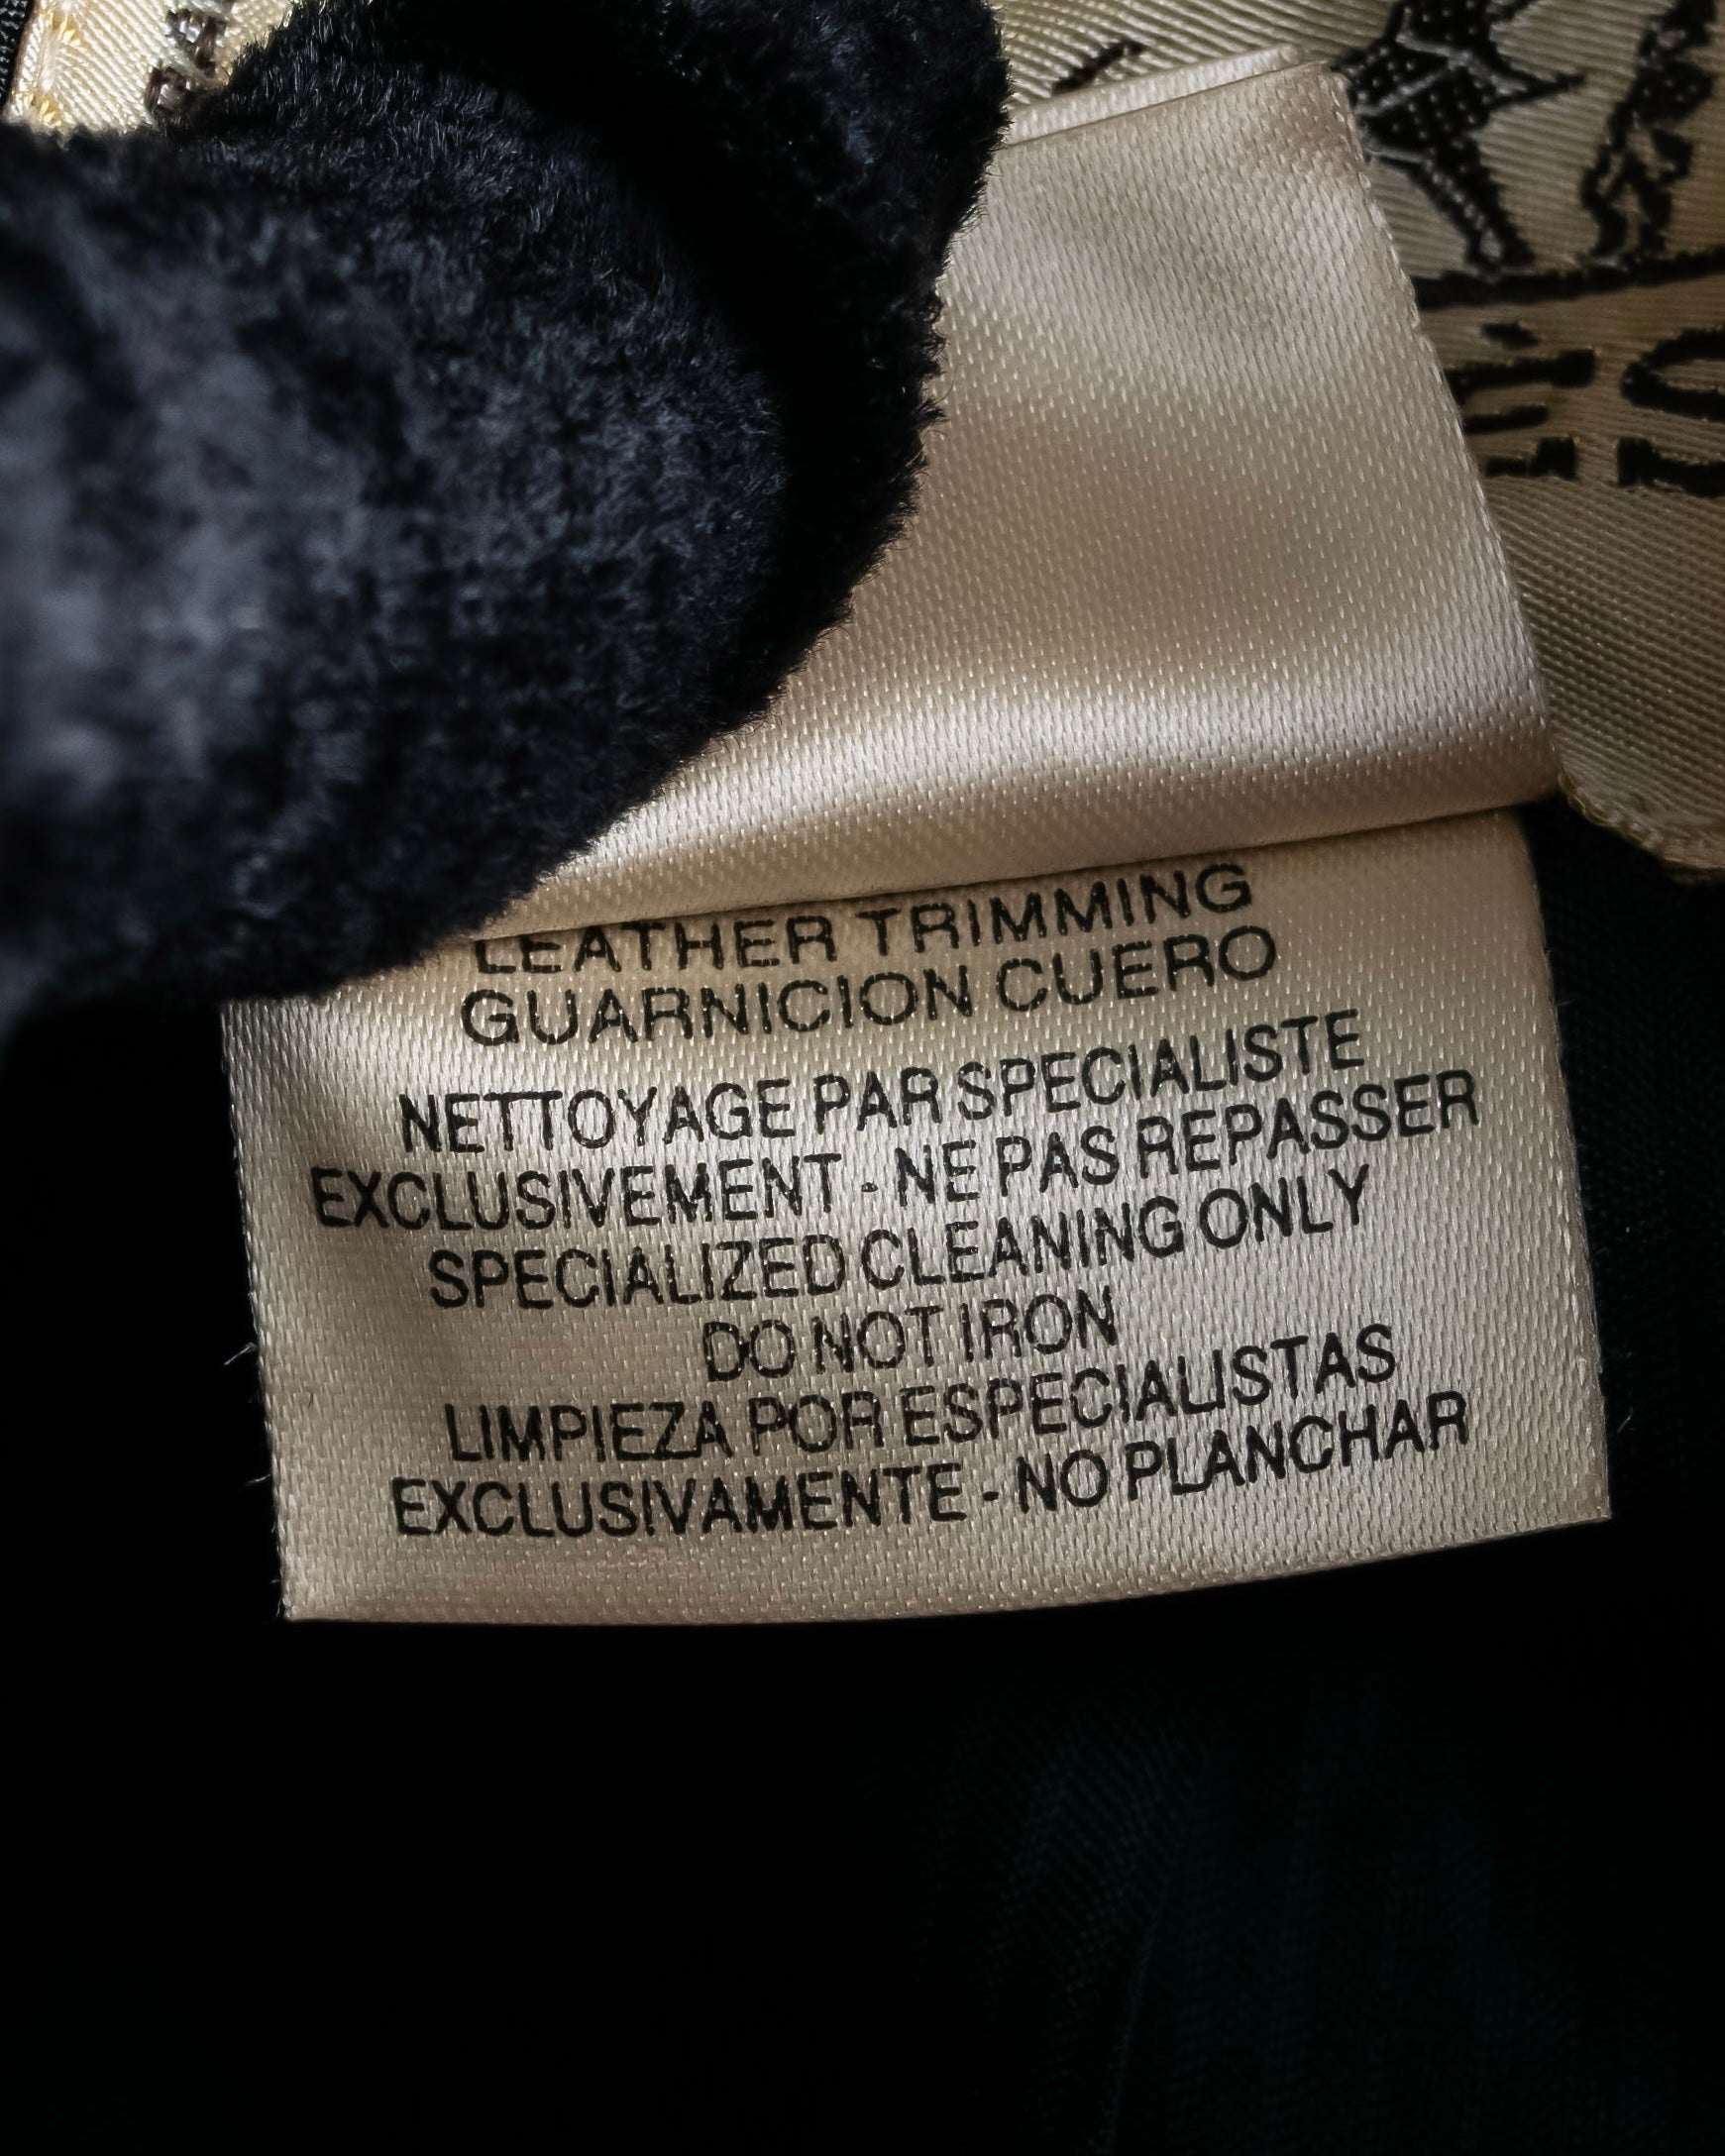 LEATHER TRIMMING
GUARNICION CUERO
NETTOYAGE PAR SPECIALISTE
EXCLUSIVEMENT - NE PAS REPASSER
SPECIALIZED CLEANING ONLY
DO NOT IRON
LIMPIEZA POR ESPECIALISTAS
EXCLUSIVAMENTE - NO PLANCHAR